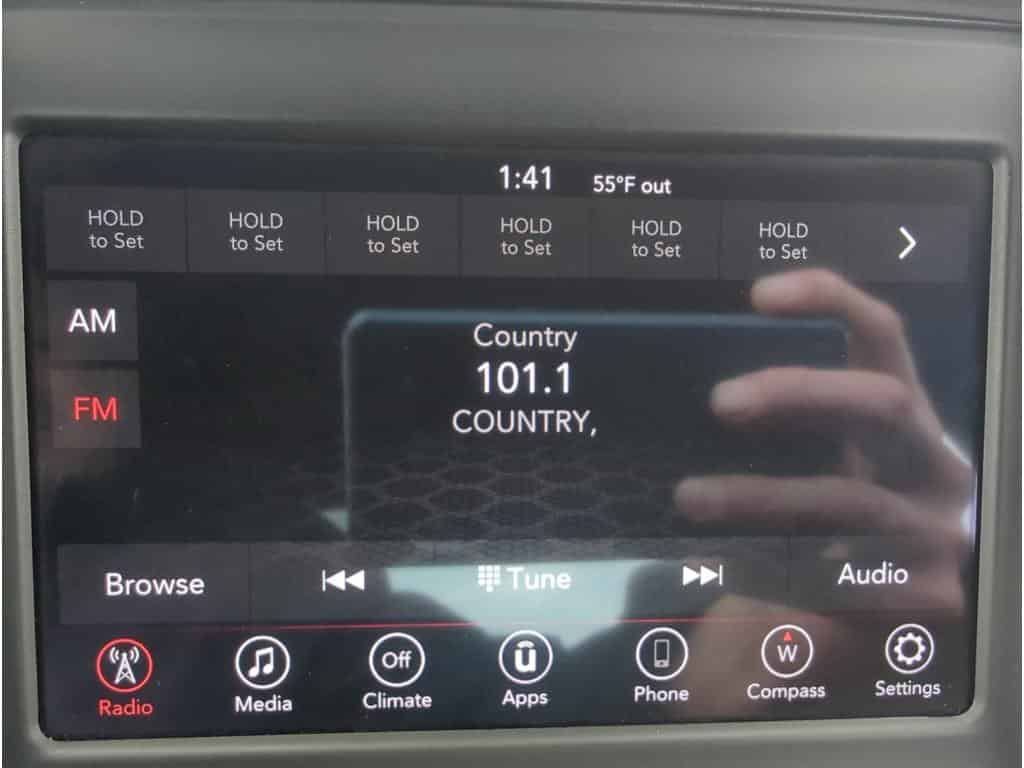 1:41 55°F out
HOLD HOLD HOLD HOLD HOLD HOLD
to Set to Set to Set to Set to Set to Set
AM
Country
101.1
FM
COUNTRY,
Browse Tune Audio
Off W
Radio Media Climate Apps Phone Compass Settings